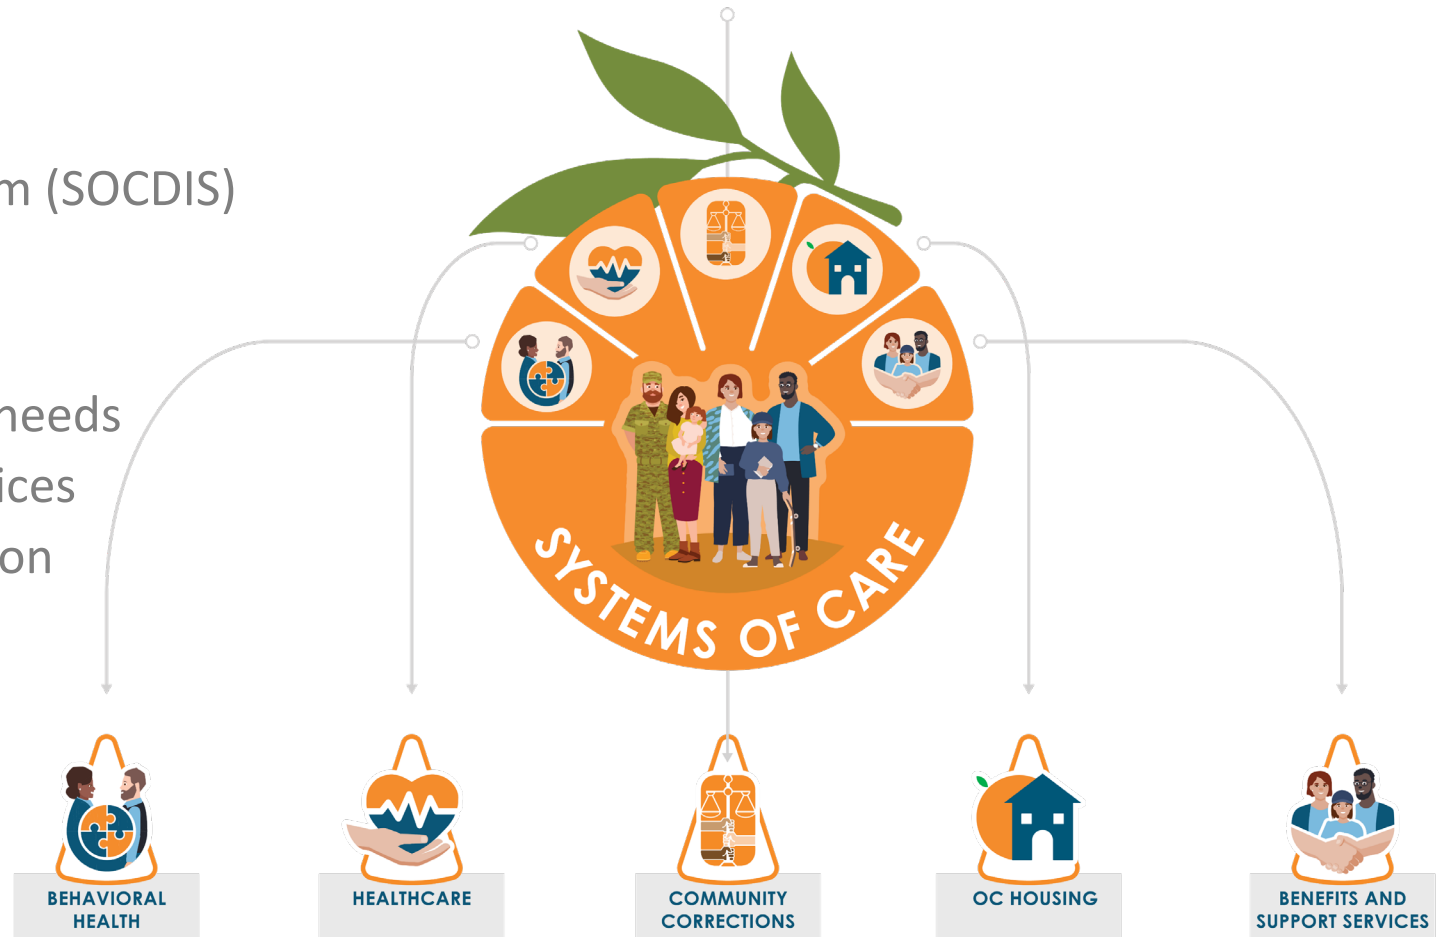 m (SOCDIS)
needs
ices
on
SYSTEMS OF CARE
BEHAVIORAL
HEALTH
HEALTHCARE
COMMUNITY
CORRECTIONS
OC HOUSING
BENEFITS AND
SUPPORT SERVICES